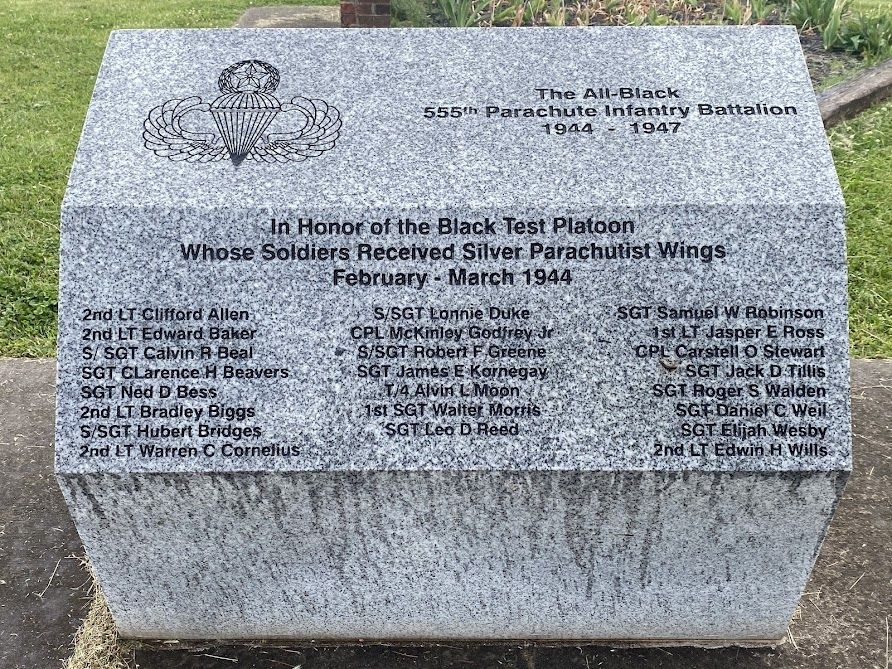 The All-Black
555th Parachute Infantry Battalion
1944 - 1947
In Honor of the Black Test Platoon
Whose Soldiers Received Silver Parachutist Wings
February - March 1944
2nd LT Clifford Allen
2nd LT Edward Baker
S/ SGT Calvin R Beal
SGT CLarence H Beavers
SGT Ned D Bess
2nd LT Bradley Biggs
S/SGT Hubert Bridges
2nd LT Warren C Cornelius
S/SGT Lonnie Duke
CPL McKinley Godfrey Jr
S/SGT Robert F Greene
SGT James E Kornegay
T/4 Alvin L Moon
1st SGT Walter Morris
SGT Leo D Reed
SGT Samuel W Robinson
1st LT Jasper E Ross
CPL Carstell O Stewart
SGT Jack D Tillis
SGT Roger S Walden
SGT Daniel C Weil
SGT Elijah Wesby
2nd LT Edwin H Wills